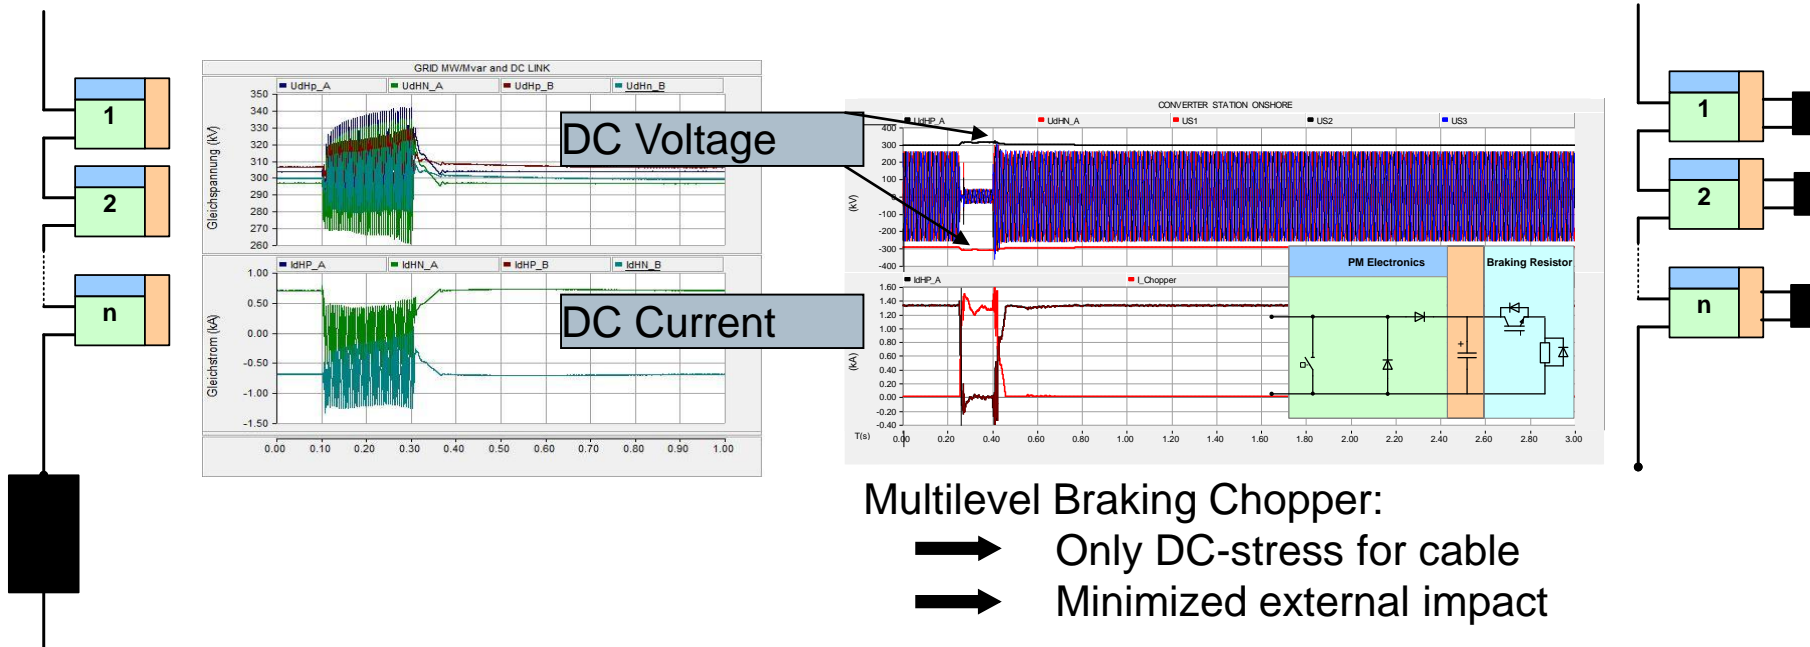 1
2
n
GRID MW/Mvar and DC LINK
UdHp_A UdHN_A UdHp_B UdHn_B
Gleichspannung (kV)
350
340
330
320
310
300
290
280
270
260
IdHP_A IdHN_A IdHP_B IdHN_B
Gleichstrom (kA)
1.00
0.50
0.00
-0.50
-1.00
-1.50
0.00 0.10 0.20 0.30 0.40 0.50 0.60 0.70 0.80 0.90 1.00
DC Voltage
DC Current
CONVERTER STATION ONSHORE
UdHP_A UdHN_A US1 US2 US3
(kV)
400
300
200
100
0
-100
-200
-300
-400
IdHP_A I_Chopper
(kA)
1.60
1.40
1.20
1.00
0.80
0.60
0.40
0.20
0.00
-0.20
-0.40
T(s) 0.00 0.20 0.40 0.60 0.80 1.00 1.20 1.40 1.60 1.80 2.00 2.20 2.40 2.60 2.80 3.00
PM Electronics Braking Resistor
+
1
2
n
Multilevel Braking Chopper:
Only DC-stress for cable
Minimized external impact